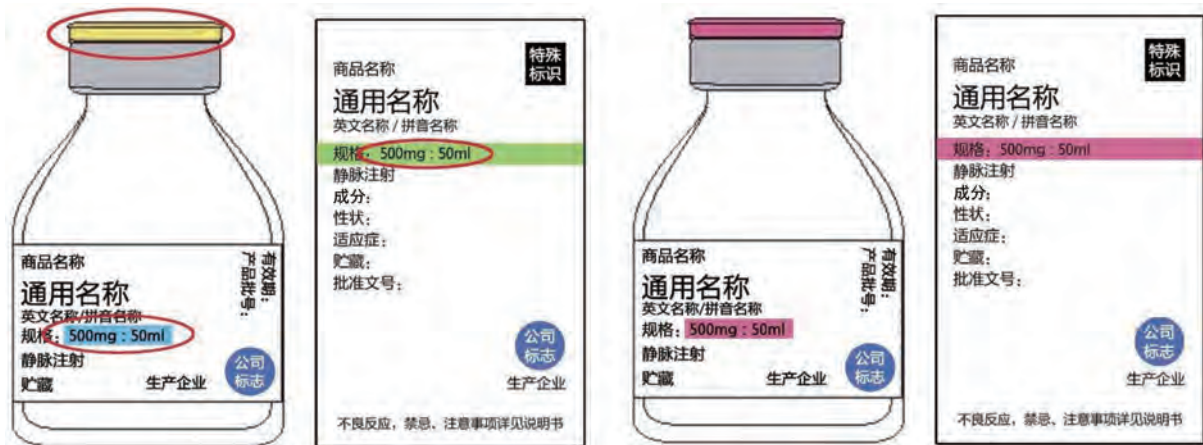 商品名称
通用名称
英文名称/拼音名称
规格：500mg：50ml
静脉注射
贮藏
生产企业
有效期：
产品批号：
公司
标志
特殊
标识
商品名称
通用名称
英文名称 / 拼音名称
规格：500mg：50ml
静脉注射
成分：
性状：
适应症：
贮藏：
批准文号：
公司
标志
生产企业
不良反应，禁忌、注意事项详见说明书
商品名称
通用名称
英文名称/拼音名称
规格：500mg：50ml
静脉注射
贮藏
生产企业
有效期：
产品批号：
公司
标志
特殊
标识
商品名称
通用名称
英文名称 / 拼音名称
规格：500mg：50ml
静脉注射
成分：
性状：
适应症：
贮藏：
批准文号：
公司
标志
生产企业
不良反应，禁忌、注意事项详见说明书